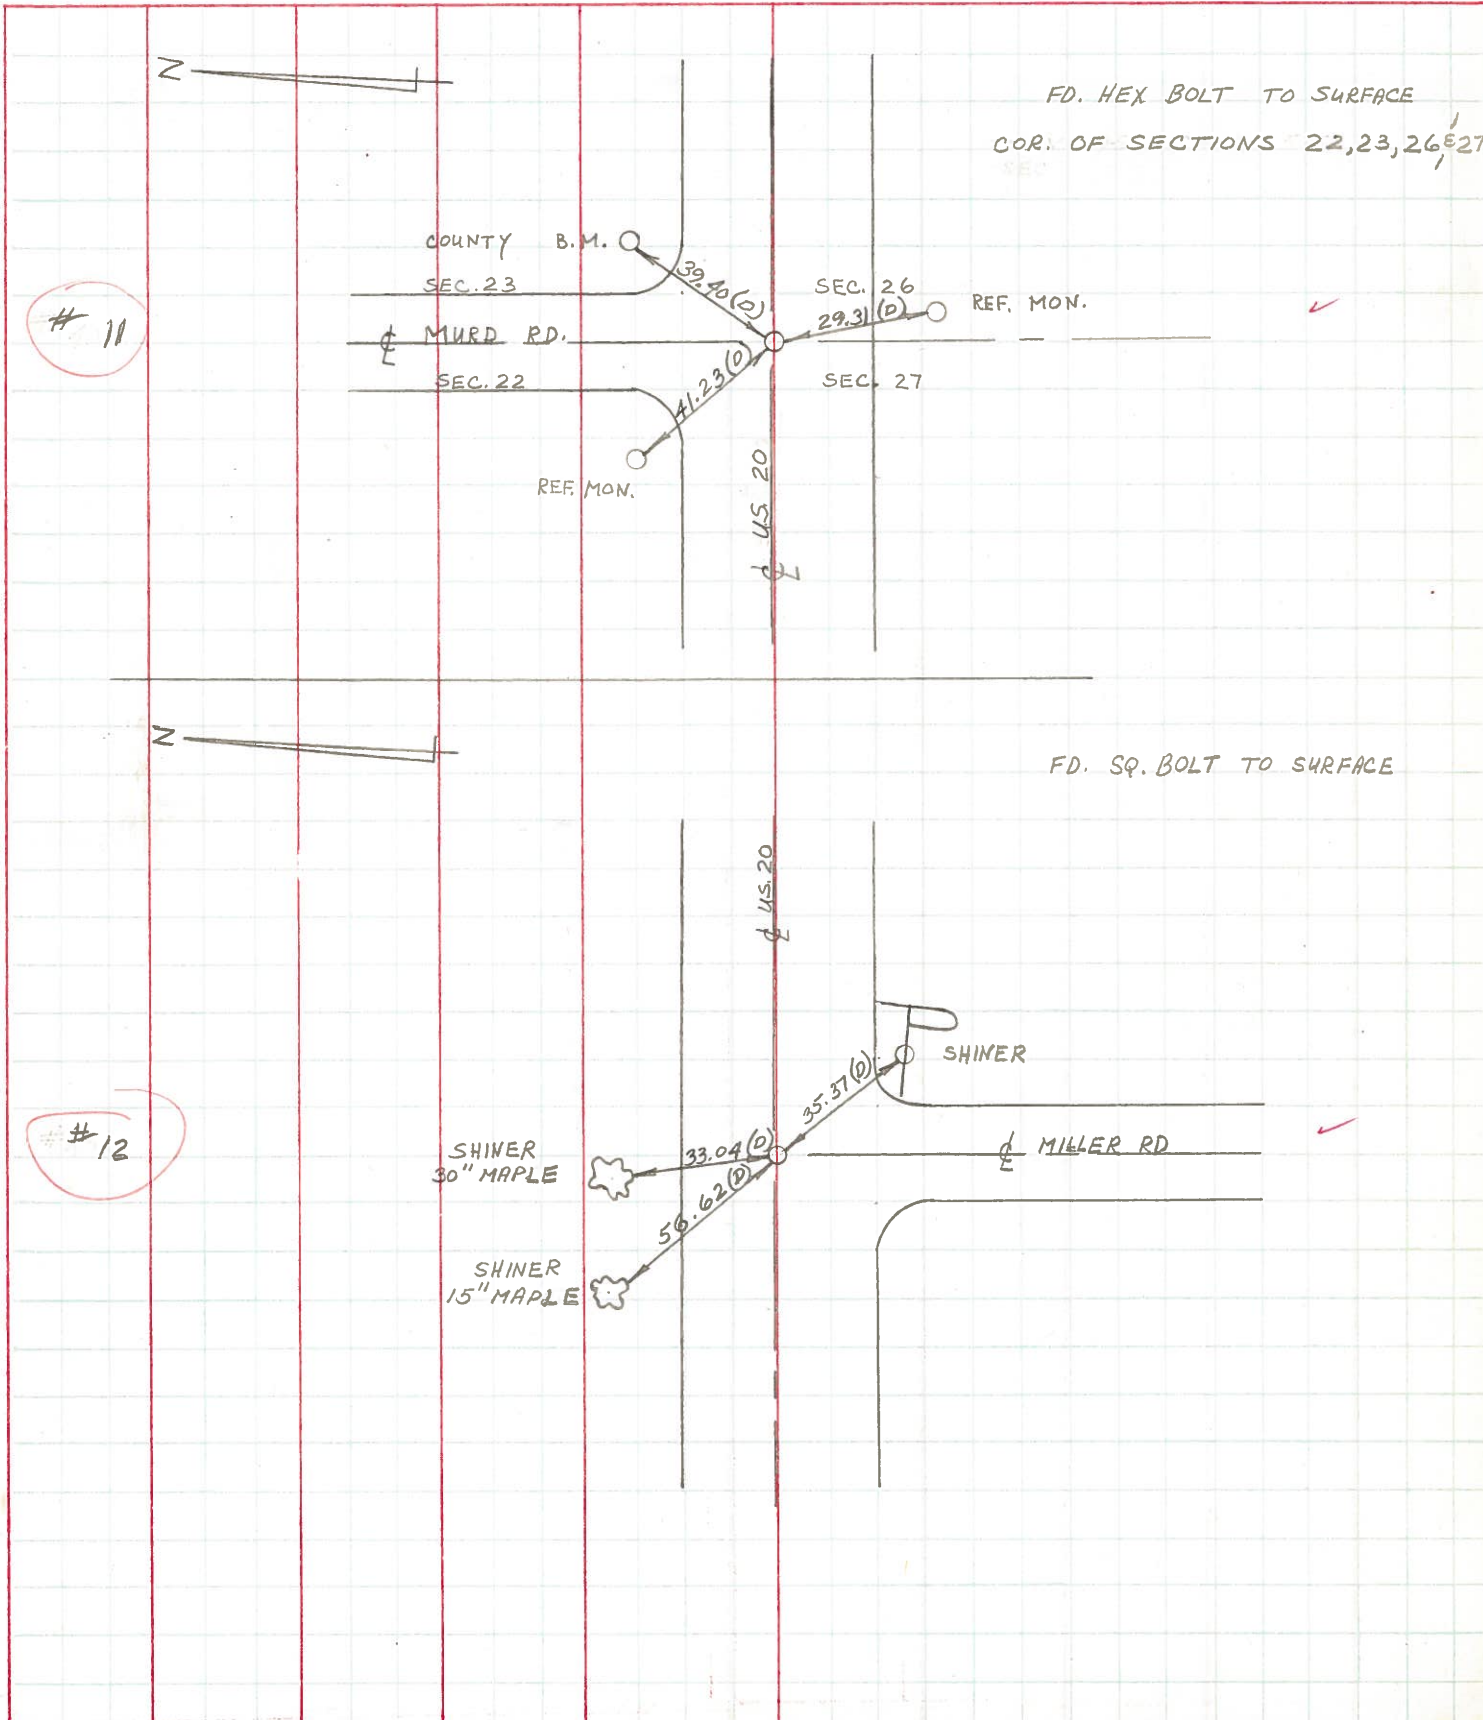 N
FD. HEX BOLT TO SURFACE
COR. OF SECTIONS 22,23,26, & 27
COUNTY B.M.
SEC. 23
39.40 (D)
SEC. 26
29.31 (D)
REF. MON.
# 11
℄ MURD RD.
SEC. 22
41.23 (D)
SEC. 27
REF. MON.
℄ US. 20
N
FD. SQ. BOLT TO SURFACE
℄ US. 20
SHINER
35.37 (D)
# 12
SHINER
30" MAPLE
33.04 (D)
℄ MILLER RD
56.62 (D)
SHINER
15" MAPLE